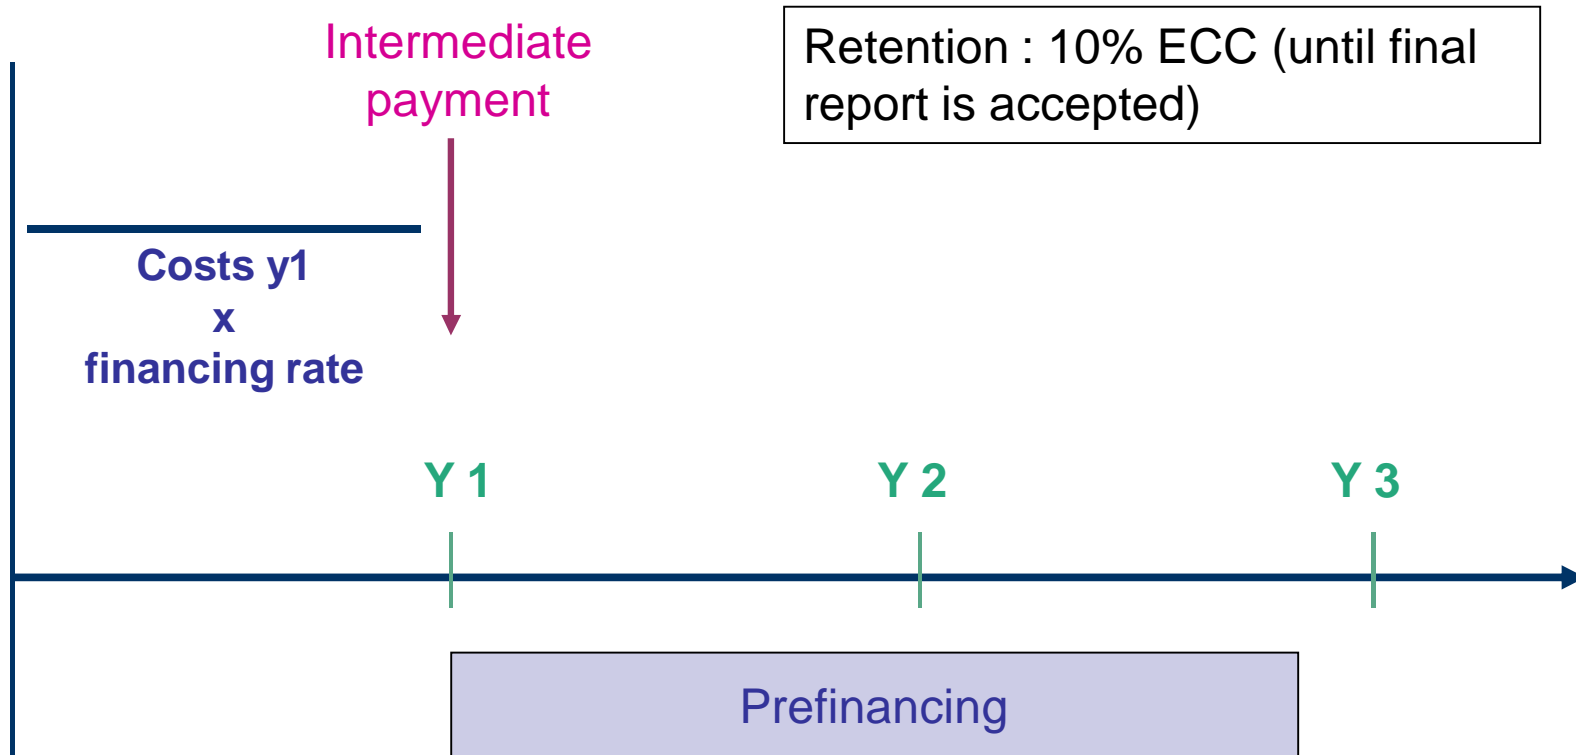 Intermediate
payment
Retention : 10% ECC (until final
report is accepted)
Costs y1
x
financing rate
Y 1
Y 2
Y 3
Prefinancing